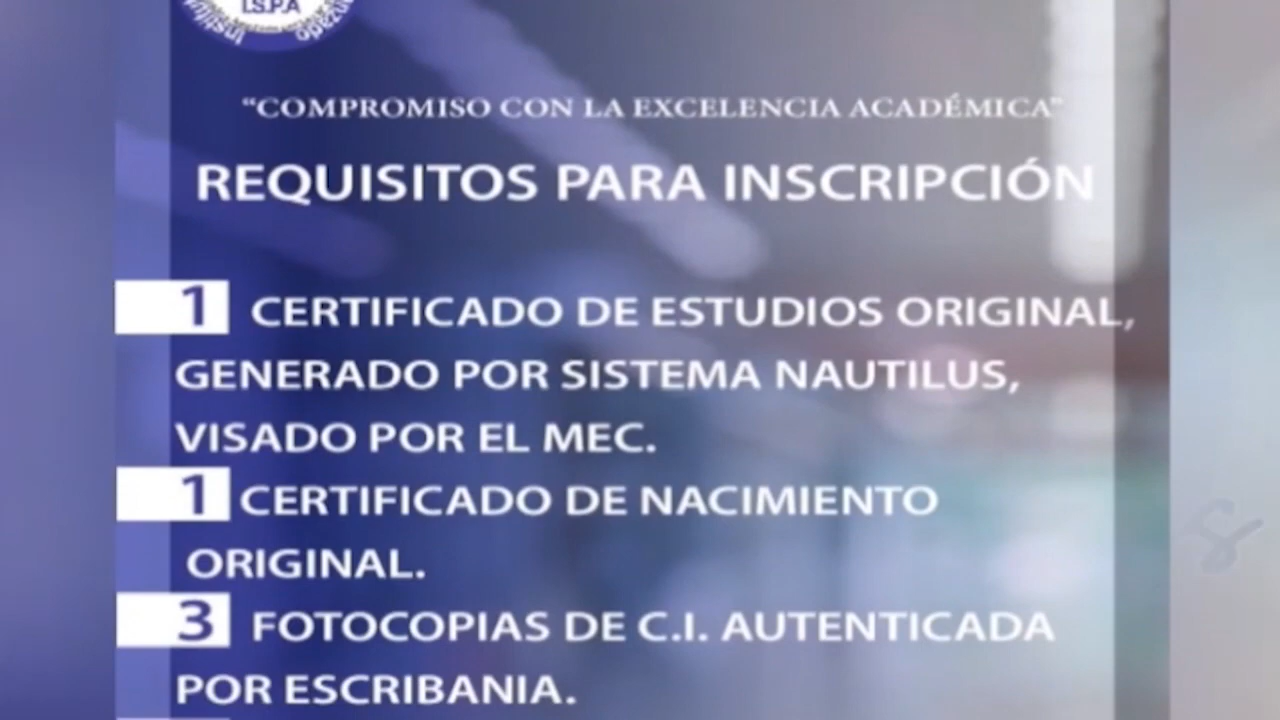 I.S.P.A
"COMPROMISO CON LA EXCELENCIA ACADÉMICA"
REQUISITOS PARA INSCRIPCIÓN
1 CERTIFICADO DE ESTUDIOS ORIGINAL,
GENERADO POR SISTEMA NAUTILUS,
VISADO POR EL MEC.
1 CERTIFICADO DE NACIMIENTO
ORIGINAL.
3 FOTOCOPIAS DE C.I. AUTENTICADA
POR ESCRIBANIA.